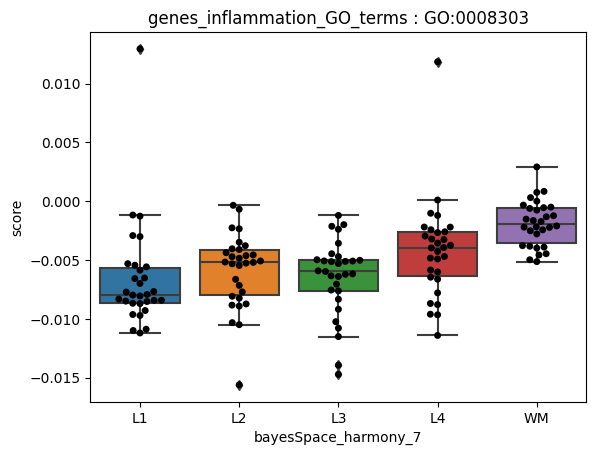 genes_inflammation_GO_terms : GO:0008303
0.010
0.005
0.000
−0.005
−0.010
−0.015
score
L1 L2 L3 L4 WM
bayesSpace_harmony_7